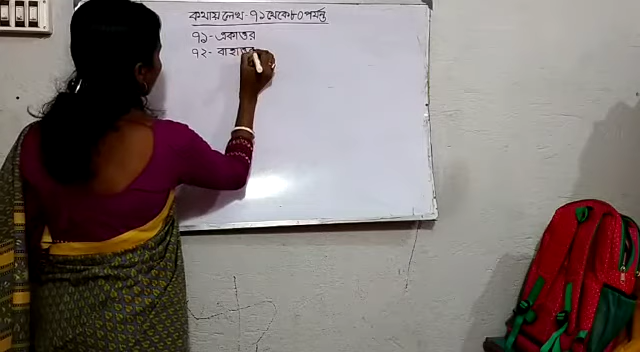 কথায় লেখ - ৭১ থেকে ৮০ পর্যন্ত
৭১ - একাত্তর
৭২ - বাহাত্তর